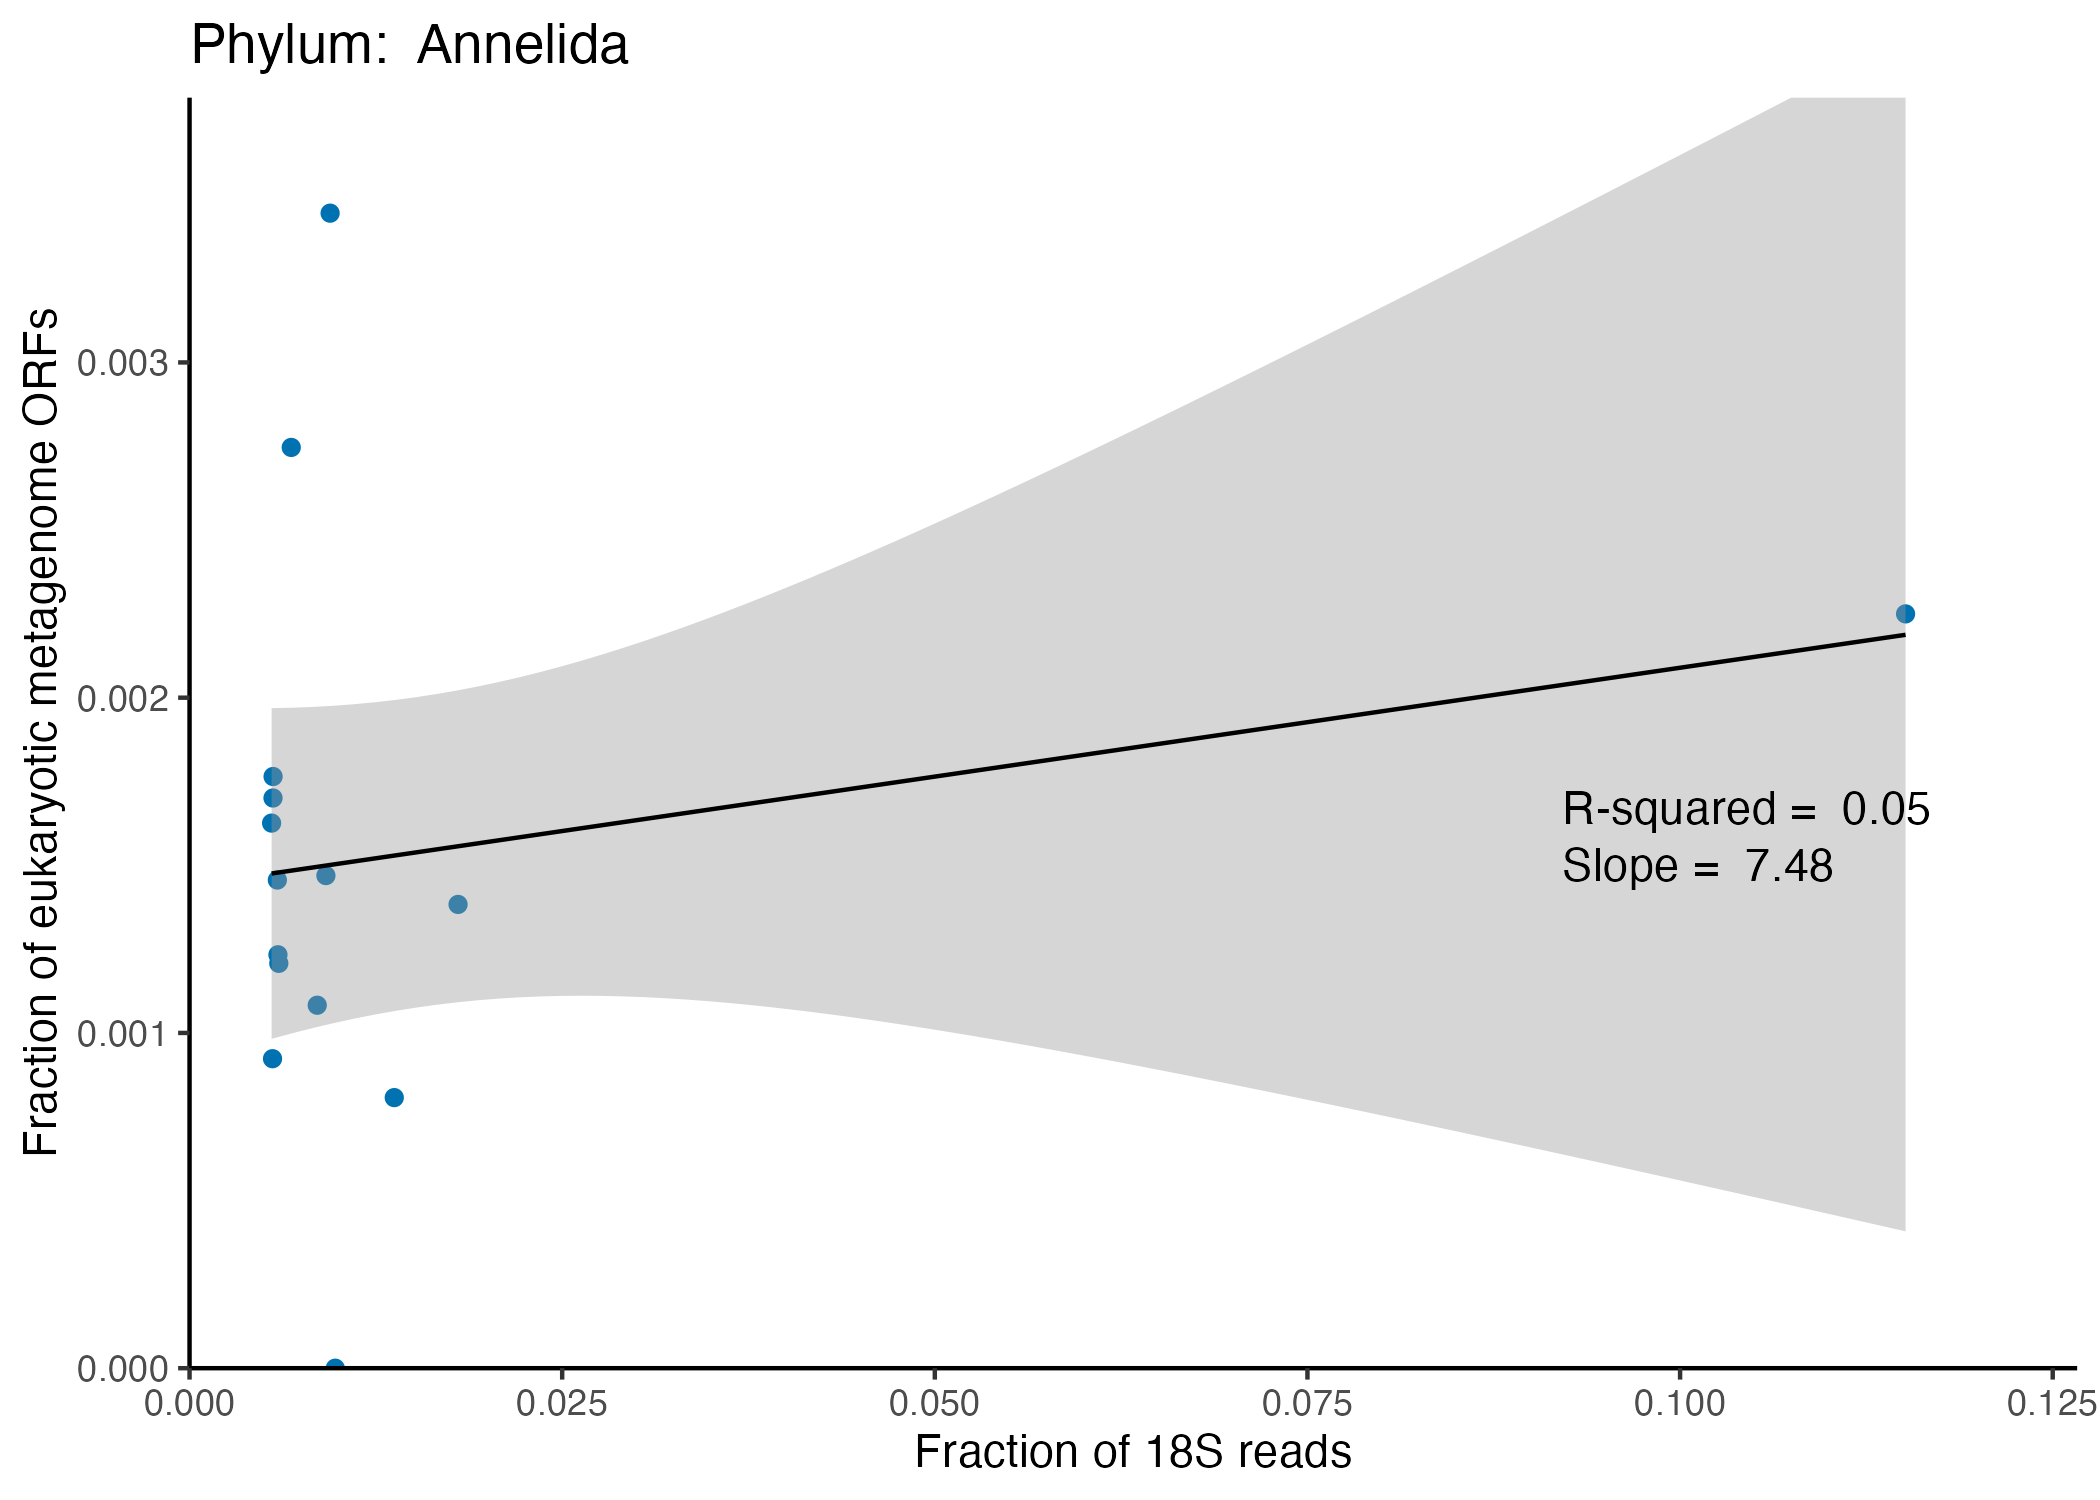 Phylum:  Annelida
Fraction of eukaryotic metagenome ORFs
0.003
0.002
0.001
0.000
R-squared =  0.05
Slope =  7.48
0.000 0.025 0.050 0.075 0.100 0.125
Fraction of 18S reads